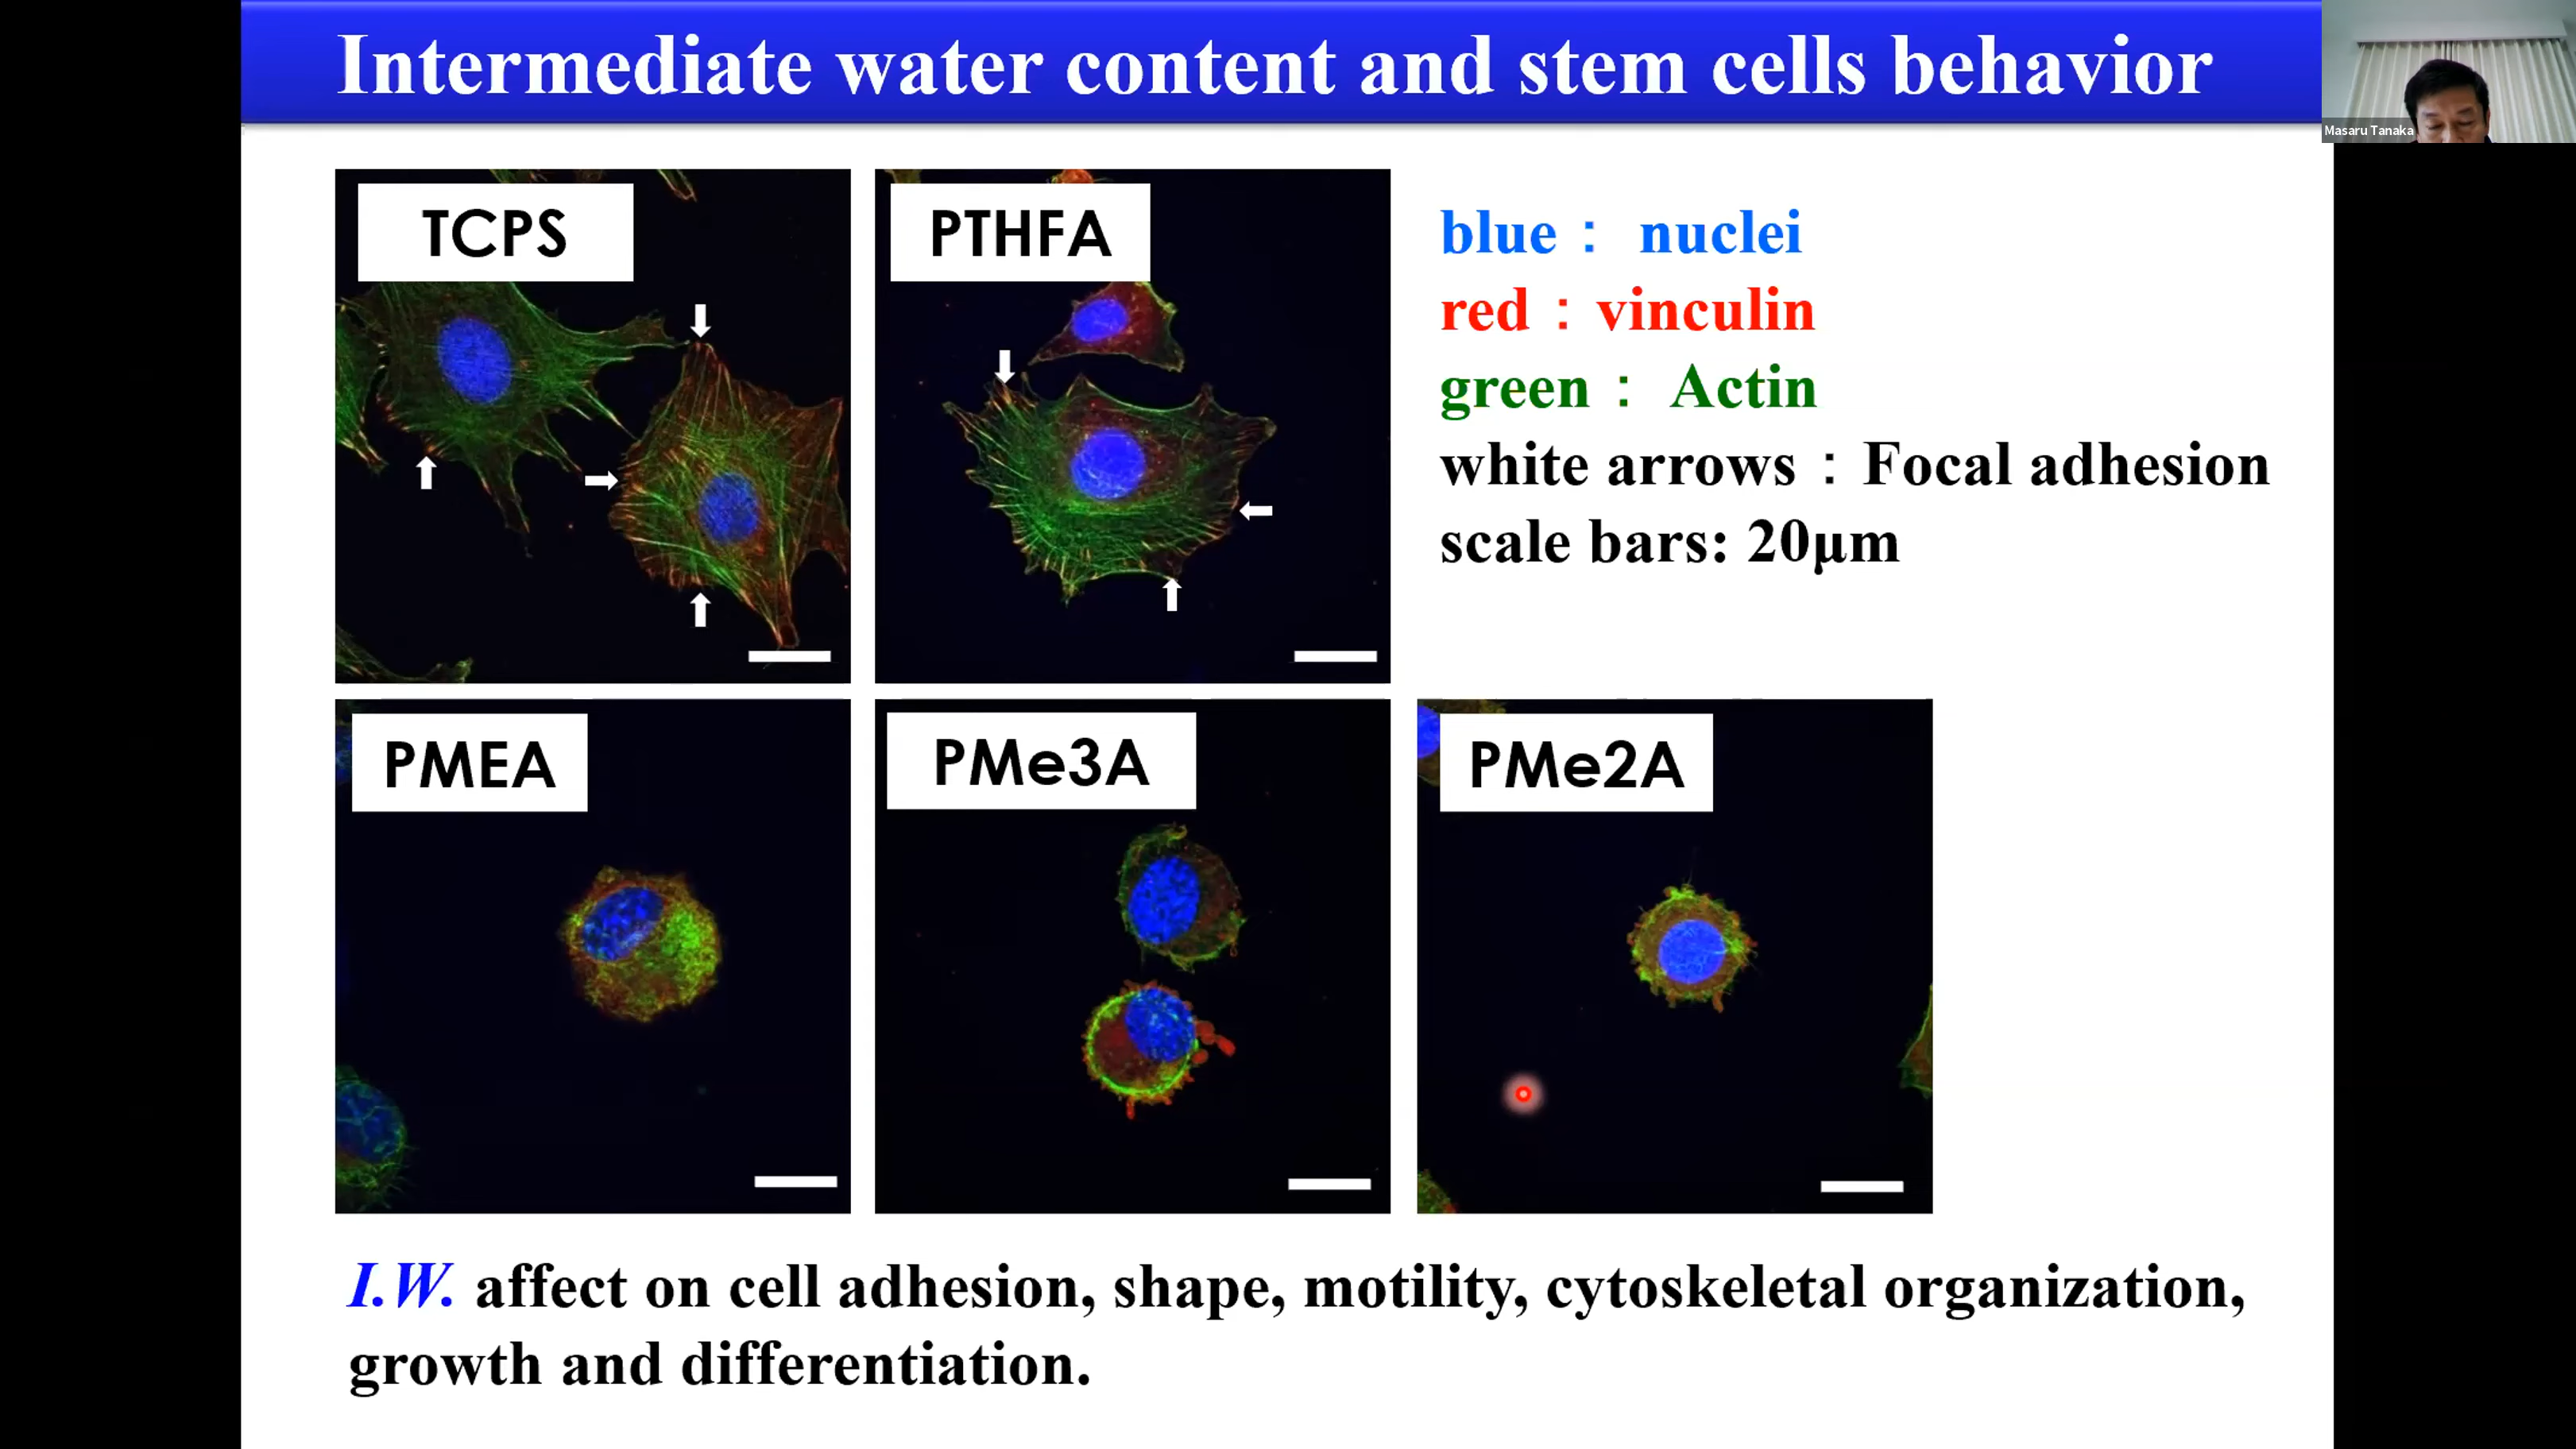 Intermediate water content and stem cells behavior
Masaru Tanaka
TCPS
PTHFA
blue： nuclei
red：vinculin
green： Actin
white arrows：Focal adhesion
scale bars: 20μm
PMEA
PMe3A
PMe2A
I.W. affect on cell adhesion, shape, motility, cytoskeletal organization,
growth and differentiation.